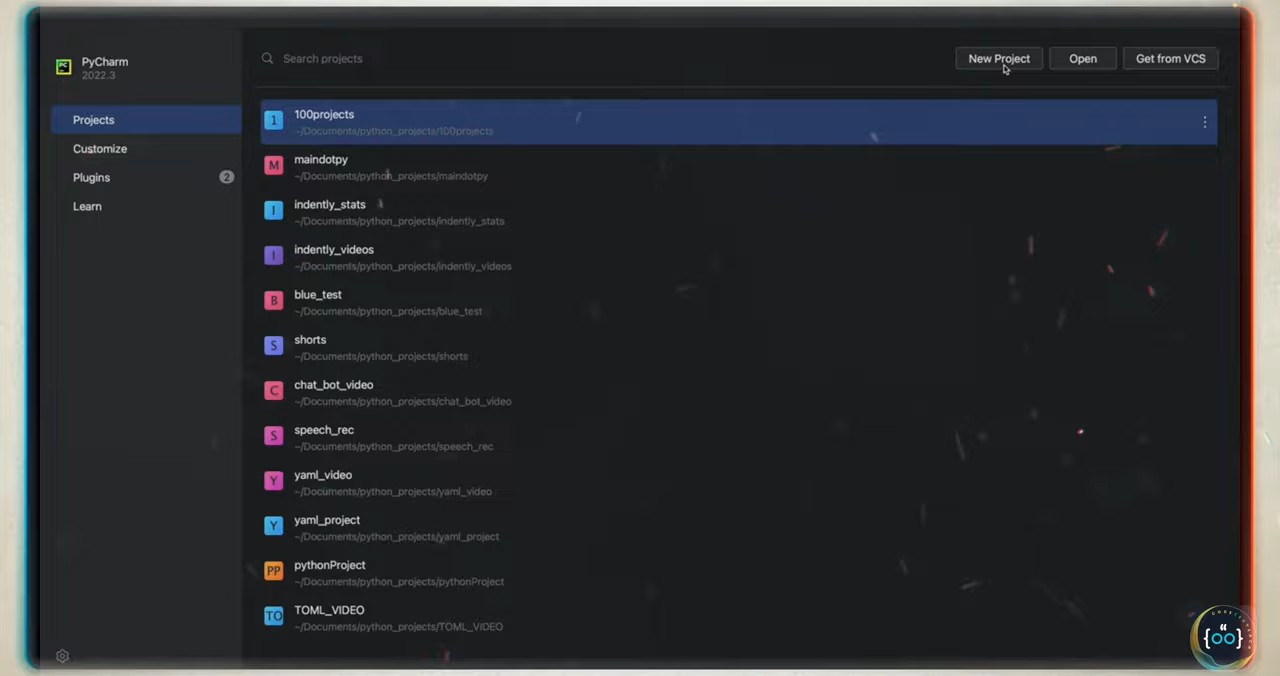 PyCharm
2022.3
Search projects
New Project
Open
Get from VCS
Projects
Customize
Plugins
2
Learn
1
100projects
~/Documents/python_projects/100projects
M
maindotpy
~/Documents/python_projects/maindotpy
I
indently_stats
~/Documents/python_projects/indently_stats
I
indently_videos
~/Documents/python_projects/indently_videos
B
blue_test
~/Documents/python_projects/blue_test
S
shorts
~/Documents/python_projects/shorts
C
chat_bot_video
~/Documents/python_projects/chat_bot_video
S
speech_rec
~/Documents/python_projects/speech_rec
Y
yaml_video
~/Documents/python_projects/yaml_video
Y
yaml_project
~/Documents/python_projects/yaml_project
PP
pythonProject
~/Documents/python_projects/pythonProject
TO
TOML_VIDEO
~/Documents/python_projects/TOML_VIDEO